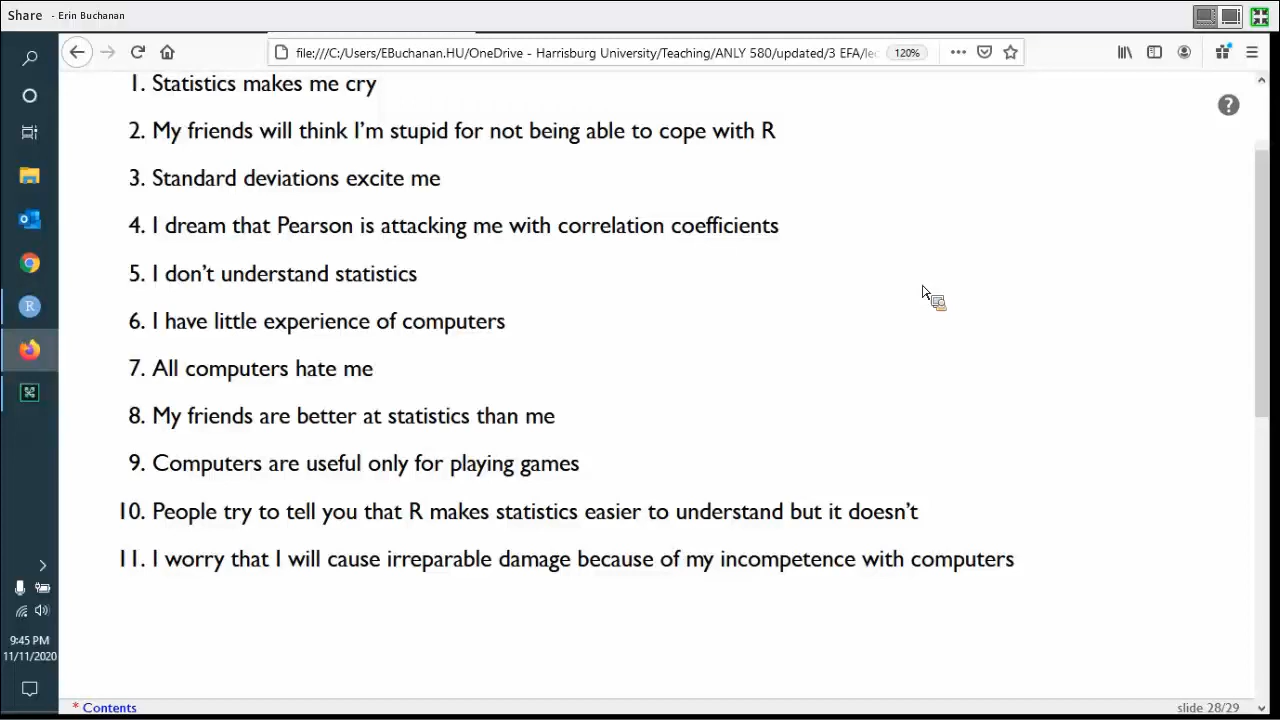 Share - Erin Buchanan
file:///C:/Users/EBuchanan.HU/OneDrive - Harrisburg University/Teaching/ANLY 580/updated/3 EFA/lec
120%
1. Statistics makes me cry
2. My friends will think I'm stupid for not being able to cope with R
3. Standard deviations excite me
4. I dream that Pearson is attacking me with correlation coefficients
5. I don't understand statistics
6. I have little experience of computers
7. All computers hate me
8. My friends are better at statistics than me
9. Computers are useful only for playing games
10. People try to tell you that R makes statistics easier to understand but it doesn't
11. I worry that I will cause irreparable damage because of my incompetence with computers
9:45 PM
11/11/2020
* Contents
slide 28/29